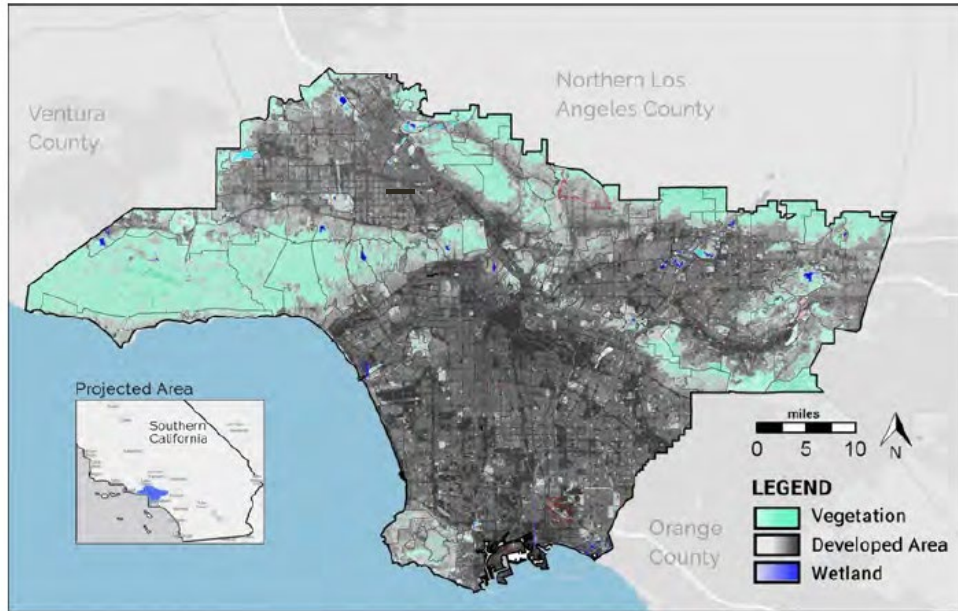 Ventura
County
Northern Los
Angeles County
Projected Area
Southern
California
miles
0 5 10
N
LEGEND
Vegetation
Developed Area
Wetland
Orange
County